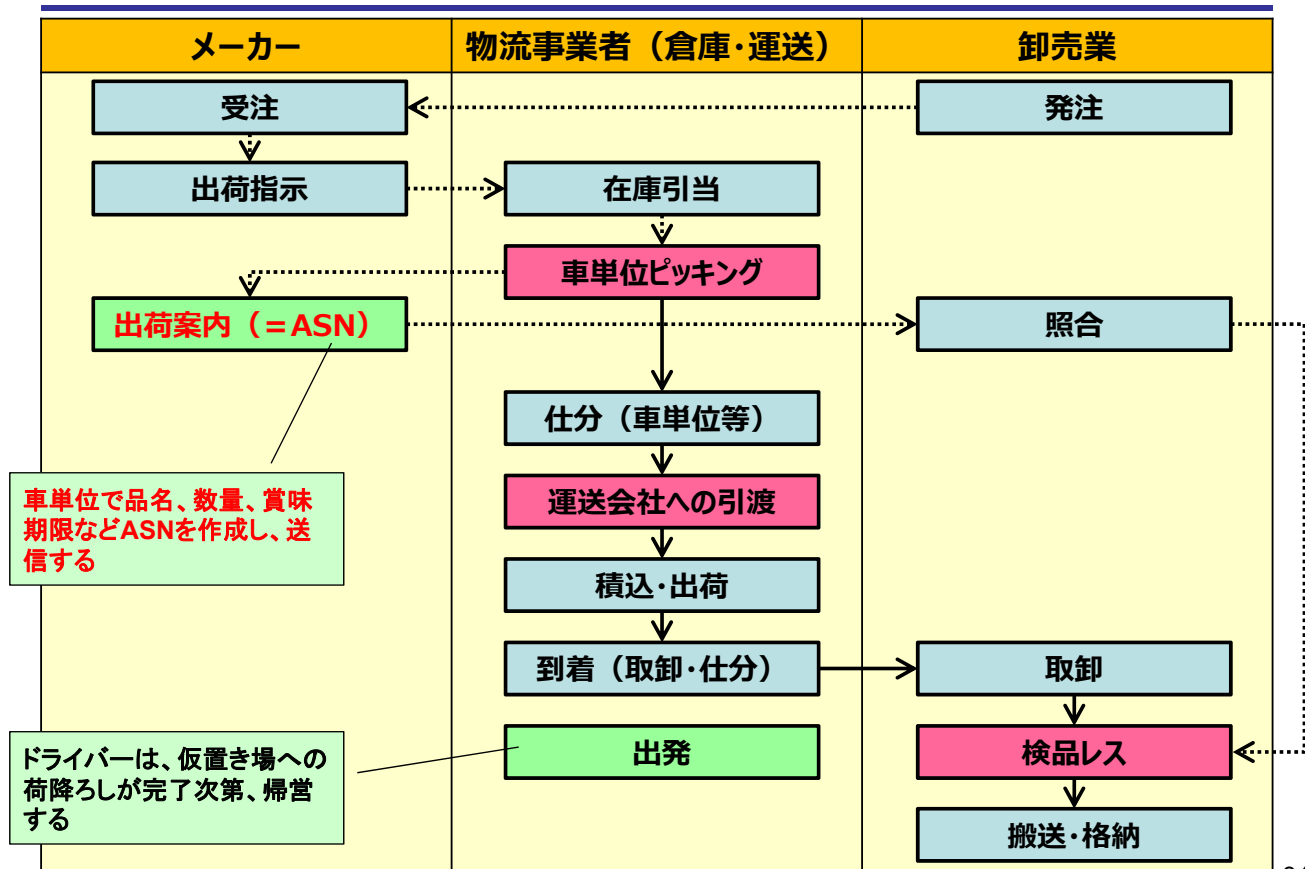 メーカー
物流事業者（倉庫・運送）
卸売業
受注
発注
出荷指示
在庫引当
車単位ピッキング
出荷案内（＝ASN）
照合
仕分（車単位等）
車単位で品名、数量、賞味
期限などASNを作成し、送
信する
運送会社への引渡
積込・出荷
到着（取卸・仕分）
取卸
ドライバーは、仮置き場への
荷降ろしが完了次第、帰営
する
出発
検品レス
搬送・格納